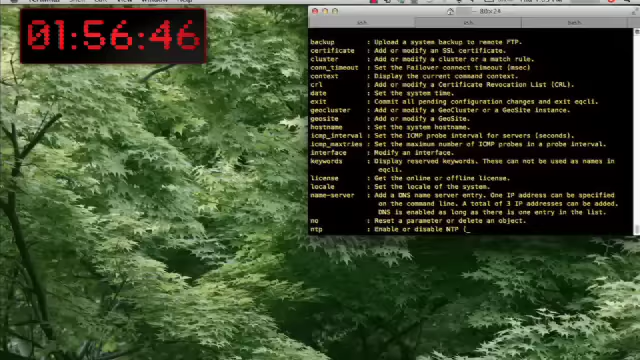 01:56:46
80x24
backup : Upload a system backup to remote FTP.
certificate : Add or modify an SSL certificate.
cluster : Add or modify a cluster or a match rule.
conn_timeout : Set the Failover connect timeout (msec)
context : Display the current command context.
crl : Add or modify a Certificate Revocation List (CRL).
date : Set the system time.
exit : Commit all pending configuration changes and exit eqcli.
geocluster : Add or modify a GeoCluster or a GeoSite instance.
geosite : Add or modify a GeoSite.
hostname : Set the system hostname.
icmp_interval : Set the ICMP probe interval for servers (seconds).
icmp_maxtries : Set the maximum number of ICMP probes in a probe interval.
interface : Modify an interface.
keywords : Display reserved keywords. These can not be used as names in
eqcli.
license : Get the online or offline license.
locale : Set the locale of the system.
name-server : Add a DNS name server entry. One IP address can be specified
on the command line. A total of 3 IP addresses can be added.
DNS is enabled as long as there is one entry in the list.
no : Reset a parameter or delete an object.
ntp : Enable or disable NTP (_